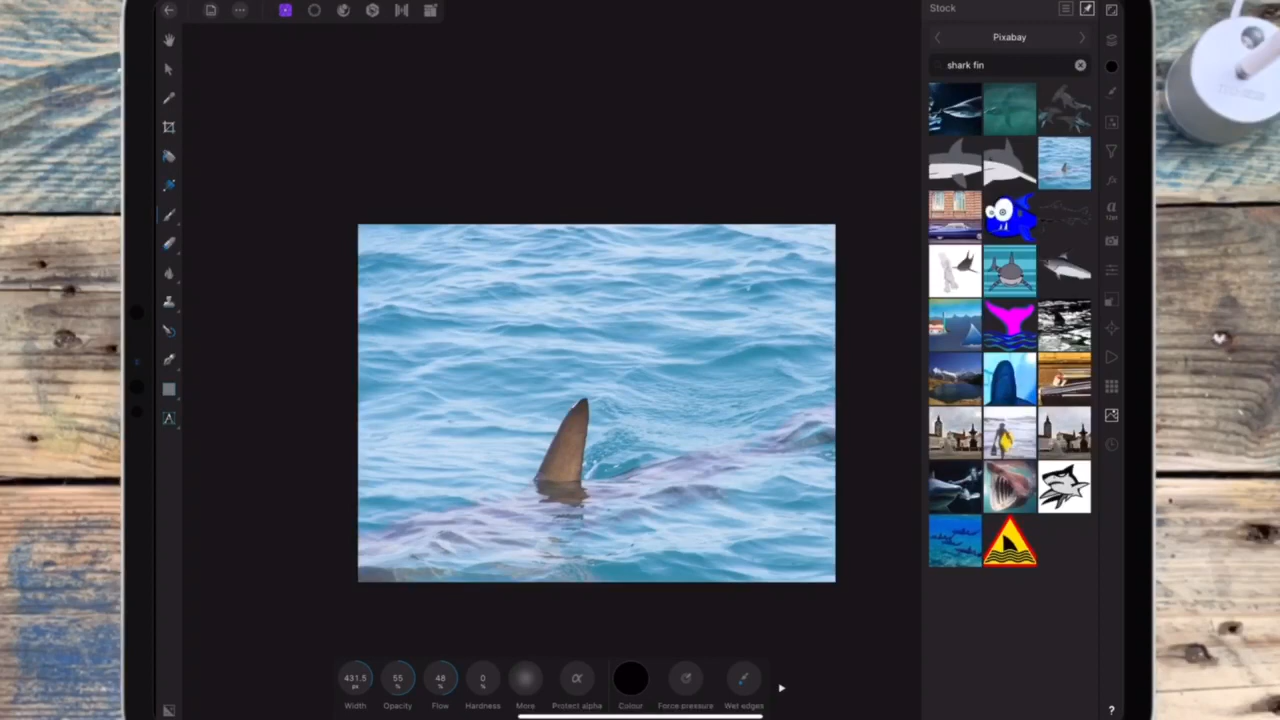 Stock
Pixabay
shark fin
431.5
px
55
%
48
%
0
%
Width
Opacity
Flow
Hardness
More
Protect alpha
Colour
Force pressure
Wet edges
?